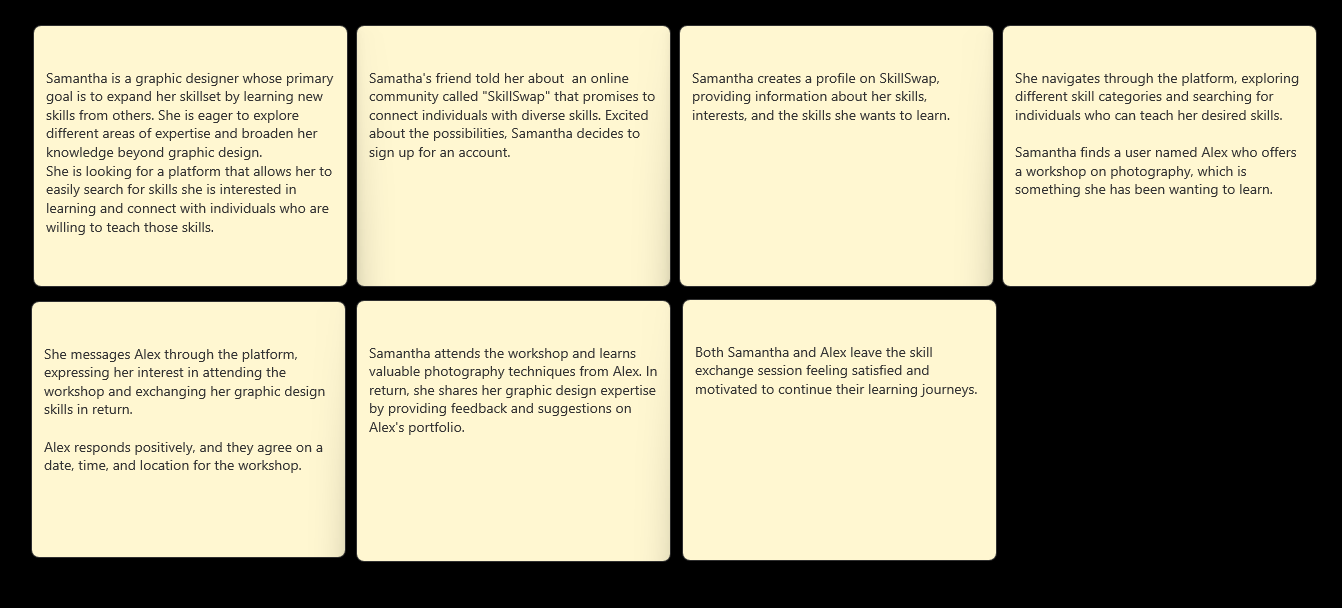 Samantha is a graphic designer whose primary
goal is to expand her skillset by learning new
skills from others. She is eager to explore
different areas of expertise and broaden her
knowledge beyond graphic design.
She is looking for a platform that allows her to
easily search for skills she is interested in
learning and connect with individuals who are
willing to teach those skills.
Samatha's friend told her about  an online
community called "SkillSwap" that promises to
connect individuals with diverse skills. Excited
about the possibilities, Samantha decides to
sign up for an account.
Samantha creates a profile on SkillSwap,
providing information about her skills,
interests, and the skills she wants to learn.
She navigates through the platform, exploring
different skill categories and searching for
individuals who can teach her desired skills.
Samantha finds a user named Alex who offers
a workshop on photography, which is
something she has been wanting to learn.
She messages Alex through the platform,
expressing her interest in attending the
workshop and exchanging her graphic design
skills in return.
Alex responds positively, and they agree on a
date, time, and location for the workshop.
Samantha attends the workshop and learns
valuable photography techniques from Alex. In
return, she shares her graphic design expertise
by providing feedback and suggestions on
Alex's portfolio.
Both Samantha and Alex leave the skill
exchange session feeling satisfied and
motivated to continue their learning journeys.